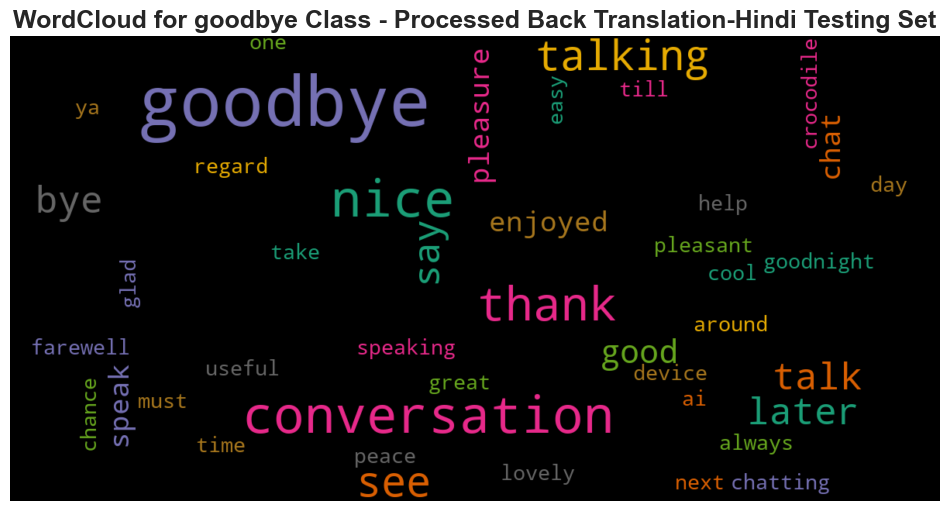 WordCloud for goodbye Class - Processed Back Translation-Hindi Testing Set
one
talking
pleasure
easy
till
crocodile
goodbye
ya
chat
regard
nice
bye
day
help
enjoyed
say
take
pleasant
cool
goodnight
glad
thank
around
farewell
speaking
good
useful
great
device
talk
chance
speak
must
ai
later
conversation
time
always
peace
see
lovely
next
chatting